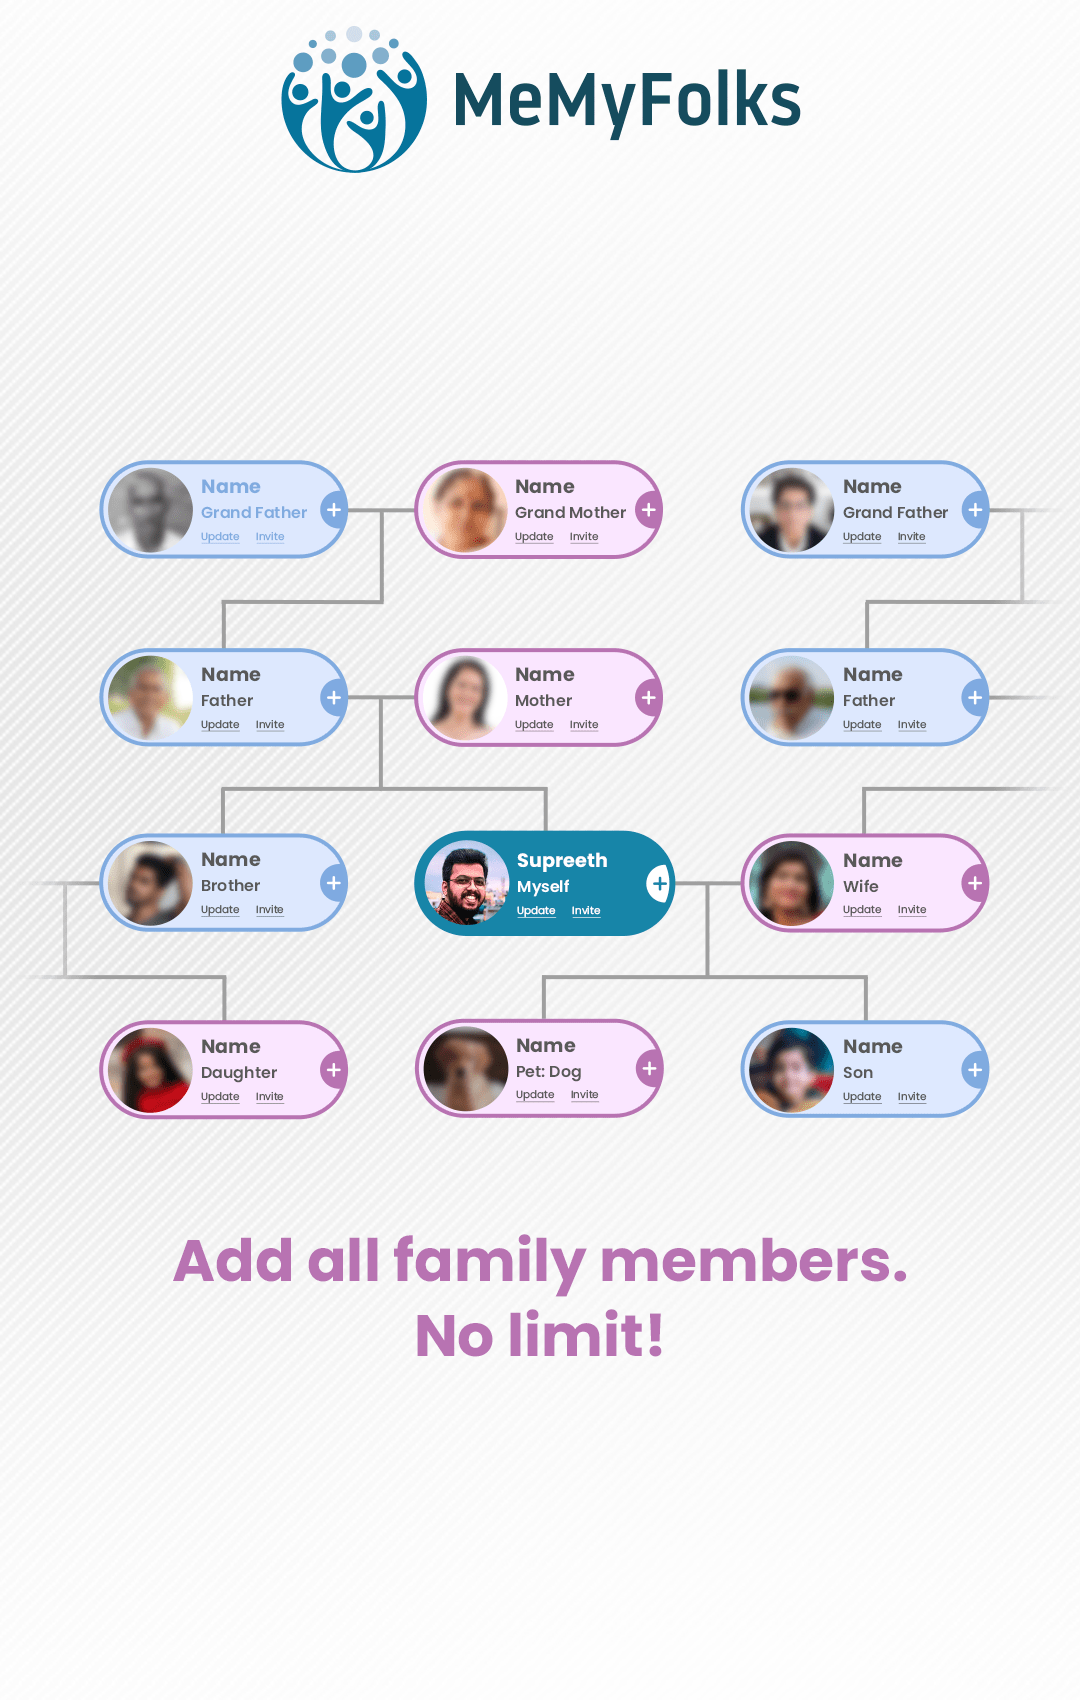 MeMyFolks
Name
Grand Father
Update Invite
Name
Grand Mother
Update Invite
Name
Grand Father
Update Invite
Name
Father
Update Invite
Name
Mother
Update Invite
Name
Father
Update Invite
Name
Brother
Update Invite
Supreeth
Myself
Update Invite
Name
Wife
Update Invite
Name
Daughter
Update Invite
Name
Pet: Dog
Update Invite
Name
Son
Update Invite
Add all family members.
No limit!